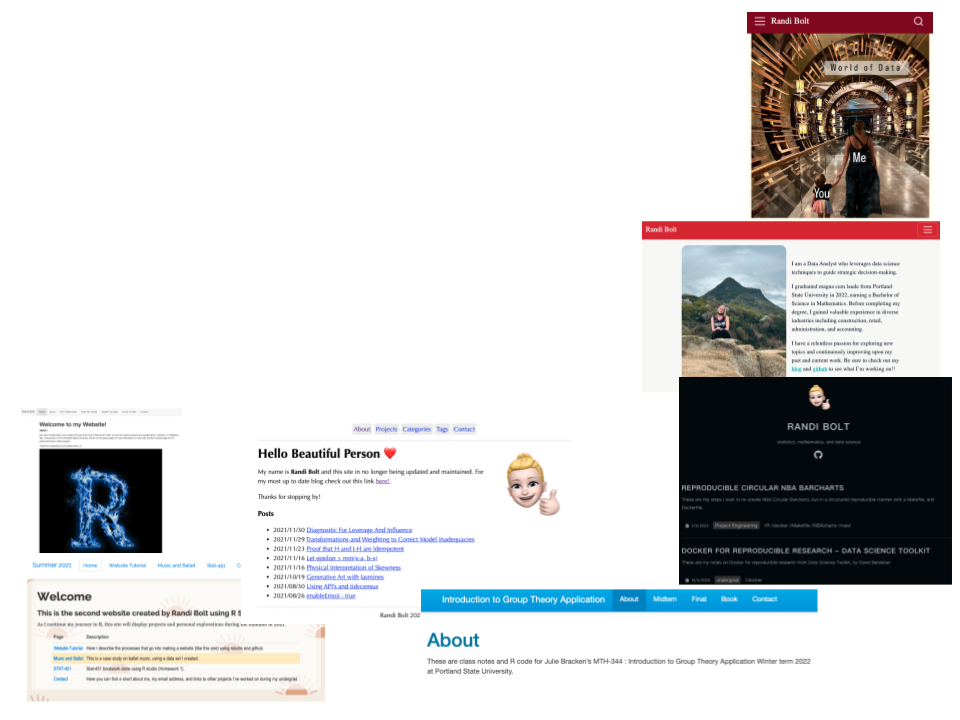 Randi Bolt
World of Data
Me
You
Randi Bolt
I am a Data Analyst who leverages data science
techniques to guide strategic decision-making.
I graduated magna cum laude from Portland
State University in 2022, earning a Bachelor of
Science in Mathematics. Before completing my
degree, I gained valuable experience in diverse
industries including construction, retail,
administration, and accounting.
I have a relentless passion for exploring new
topics and continuously improving upon my
past and current work. Be sure to check out my
blog and github to see what I'm working on!!
RANDI BOLT
statistics, mathematics, and data science
REPRODUCIBLE CIRCULAR NBA BARCHARTS
These are the steps I took to re create NBA Circular Barcharts, but in a structured reproducible manner with a Makefile, and
Dockerfile.
Project Engineering
DOCKER FOR REPRODUCIBLE RESEARCH – DATA SCIENCE TOOLKIT
These are my notes on Docker for reproducible research from Data Science Toolkit, by David Benkeser.
undergrad
Welcome to my Website!
R
About Projects Categories Tags Contact
Hello Beautiful Person ❤️
My name is Randi Bolt and this site in no longer being updated and maintained. For
my most up to date blog check out this link here!.
Thanks for stopping by!
Posts
2021/11/30 Diagnostic For Leverage And Influence
2021/11/29 Transformations and Weighting to Correct Model Inadequacies
2021/11/23 Proof that H and I-H are Idempotent
2021/11/16 Let epsilon = min(s-a, b-s)
2021/11/16 Physical Interpretation of Skewness
2021/10/19 Generative Art with Jasmines
2021/08/30 Using API's and tidycensus
2021/08/26 enableEmoji : true
Randi Bolt 202
Summer 2021 Home Website Tutorial Music and Ballet Stat-451 C
Welcome
This is the second website created by Randi Bolt using R S
As I continue my journey in R, this site will display projects and personal explorations during the summer of 2021.
Page Description
Website Tutorial Here I describe the processes that go into making a website (like this one) using rstudio and github.
Music and Ballet This is a case study on ballet music, using a data set I created.
STAT-451 Stat-451 bookwork done using R studio (Homework 1).
Contact Here you can find a short about me, my email address, and links to other projects I've worked on during my undergrad.
Introduction to Group Theory Application About Midterm Final Book Contact
About
These are class notes and R code for Julie Bracken's MTH-344 : Introduction to Group Theory Application Winter term 2022
at Portland State University.